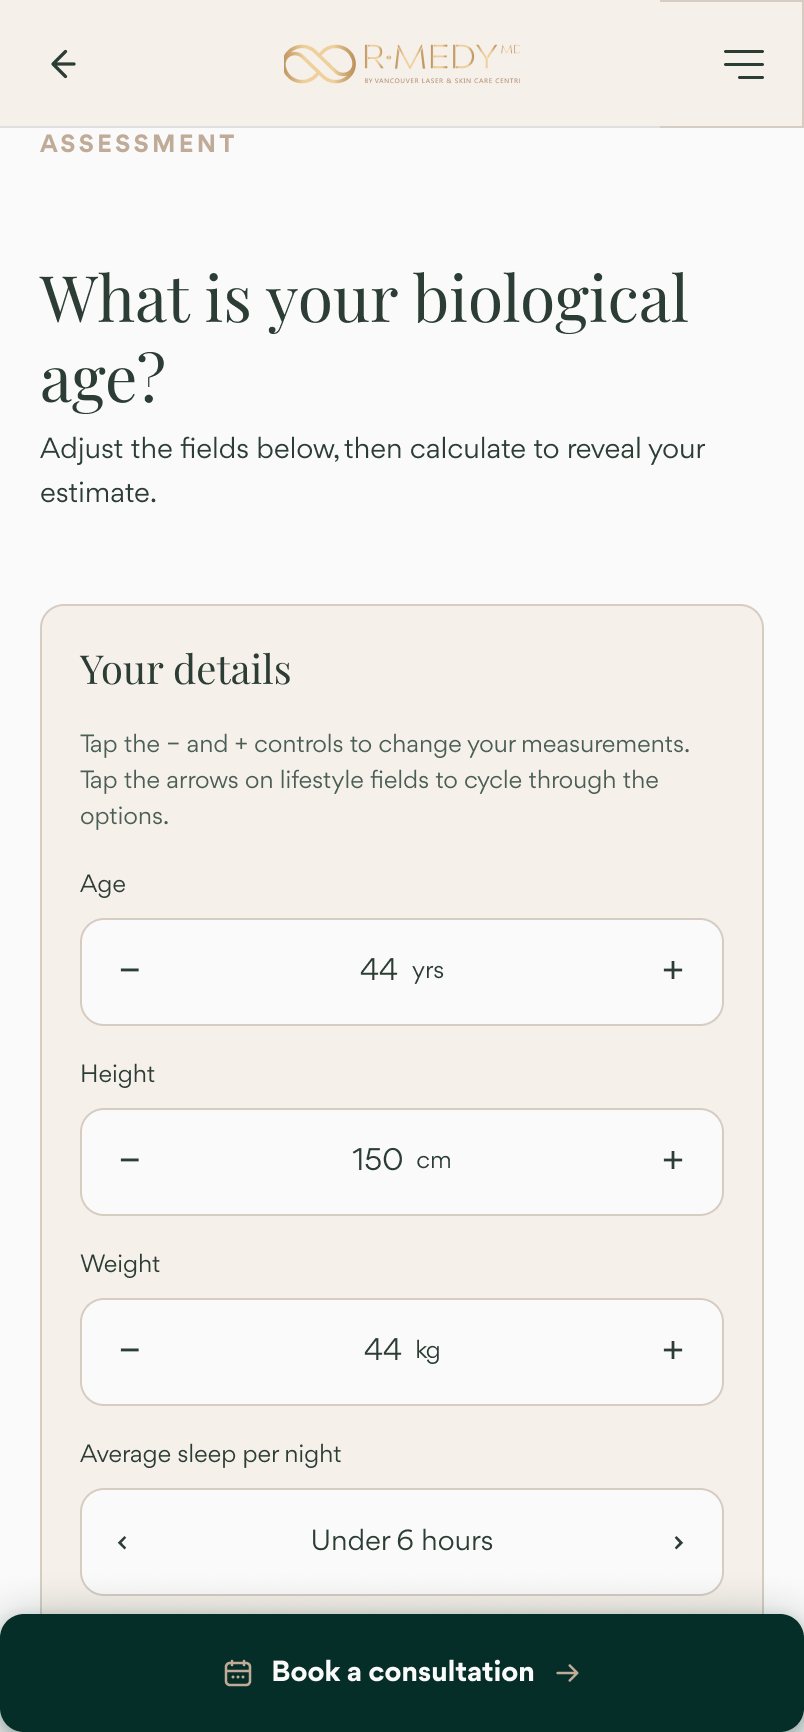 R·MEDY MD
BY VANCOUVER LASER & SKIN CARE CENTR
ASSESSMENT
What is your biological
age?
Adjust the fields below, then calculate to reveal your
estimate.
Your details
Tap the − and + controls to change your measurements.
Tap the arrows on lifestyle fields to cycle through the
options.
Age
− 44 yrs +
Height
− 150 cm +
Weight
− 44 kg +
Average sleep per night
‹ Under 6 hours ›
Book a consultation →